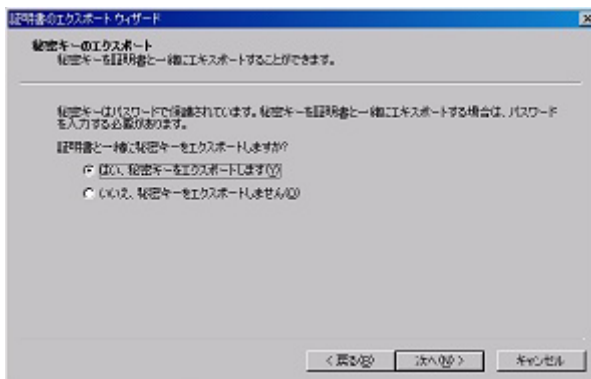 証明書のエクスポート ウィザード
秘密キーのエクスポート
秘密キーを証明書と一緒にエキスポートすることができます。
秘密キーはパスワードで保護されています。秘密キーを証明書と一緒にエキスポートする場合は、パスワード
を入力する必要があります。
証明書と一緒に秘密キーをエクスポートしますか?
はい、秘密キーをエクスポートします(Y)
いいえ、秘密キーをエクスポートしません(O)
< 戻る(B) 次へ(N) > キャンセル